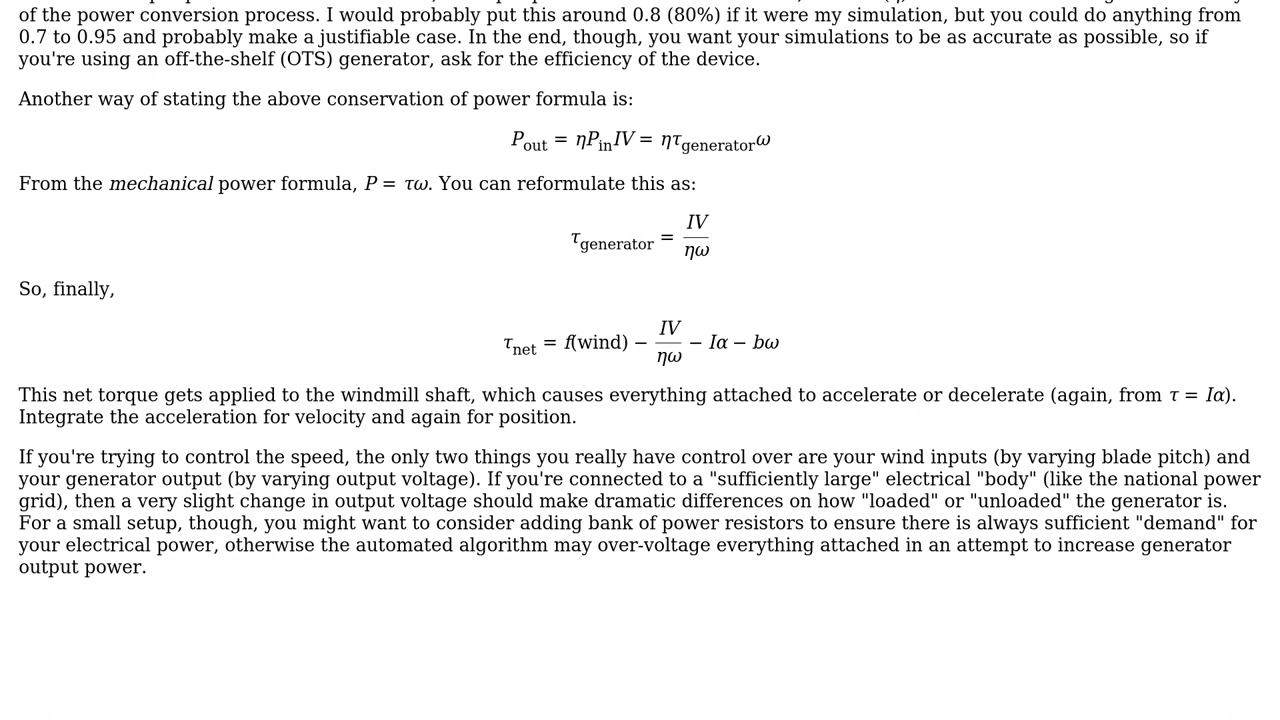 of the power conversion process. I would probably put this around 0.8 (80%) if it were my simulation, but you could do anything from
0.7 to 0.95 and probably make a justifiable case. In the end, though, you want your simulations to be as accurate as possible, so if
you're using an off-the-shelf (OTS) generator, ask for the efficiency of the device.
Another way of stating the above conservation of power formula is:
P_out = ηP_in IV = ητ_generator ω
From the mechanical power formula, P = τω. You can reformulate this as:
τ_generator = IV/ηω
So, finally,
τ_net = f(wind) − IV/ηω − Iα − bω
This net torque gets applied to the windmill shaft, which causes everything attached to accelerate or decelerate (again, from τ = Iα).
Integrate the acceleration for velocity and again for position.
If you're trying to control the speed, the only two things you really have control over are your wind inputs (by varying blade pitch) and
your generator output (by varying output voltage). If you're connected to a "sufficiently large" electrical "body" (like the national power
grid), then a very slight change in output voltage should make dramatic differences on how "loaded" or "unloaded" the generator is.
For a small setup, though, you might want to consider adding bank of power resistors to ensure there is always sufficient "demand" for
your electrical power, otherwise the automated algorithm may over-voltage everything attached in an attempt to increase generator
output power.